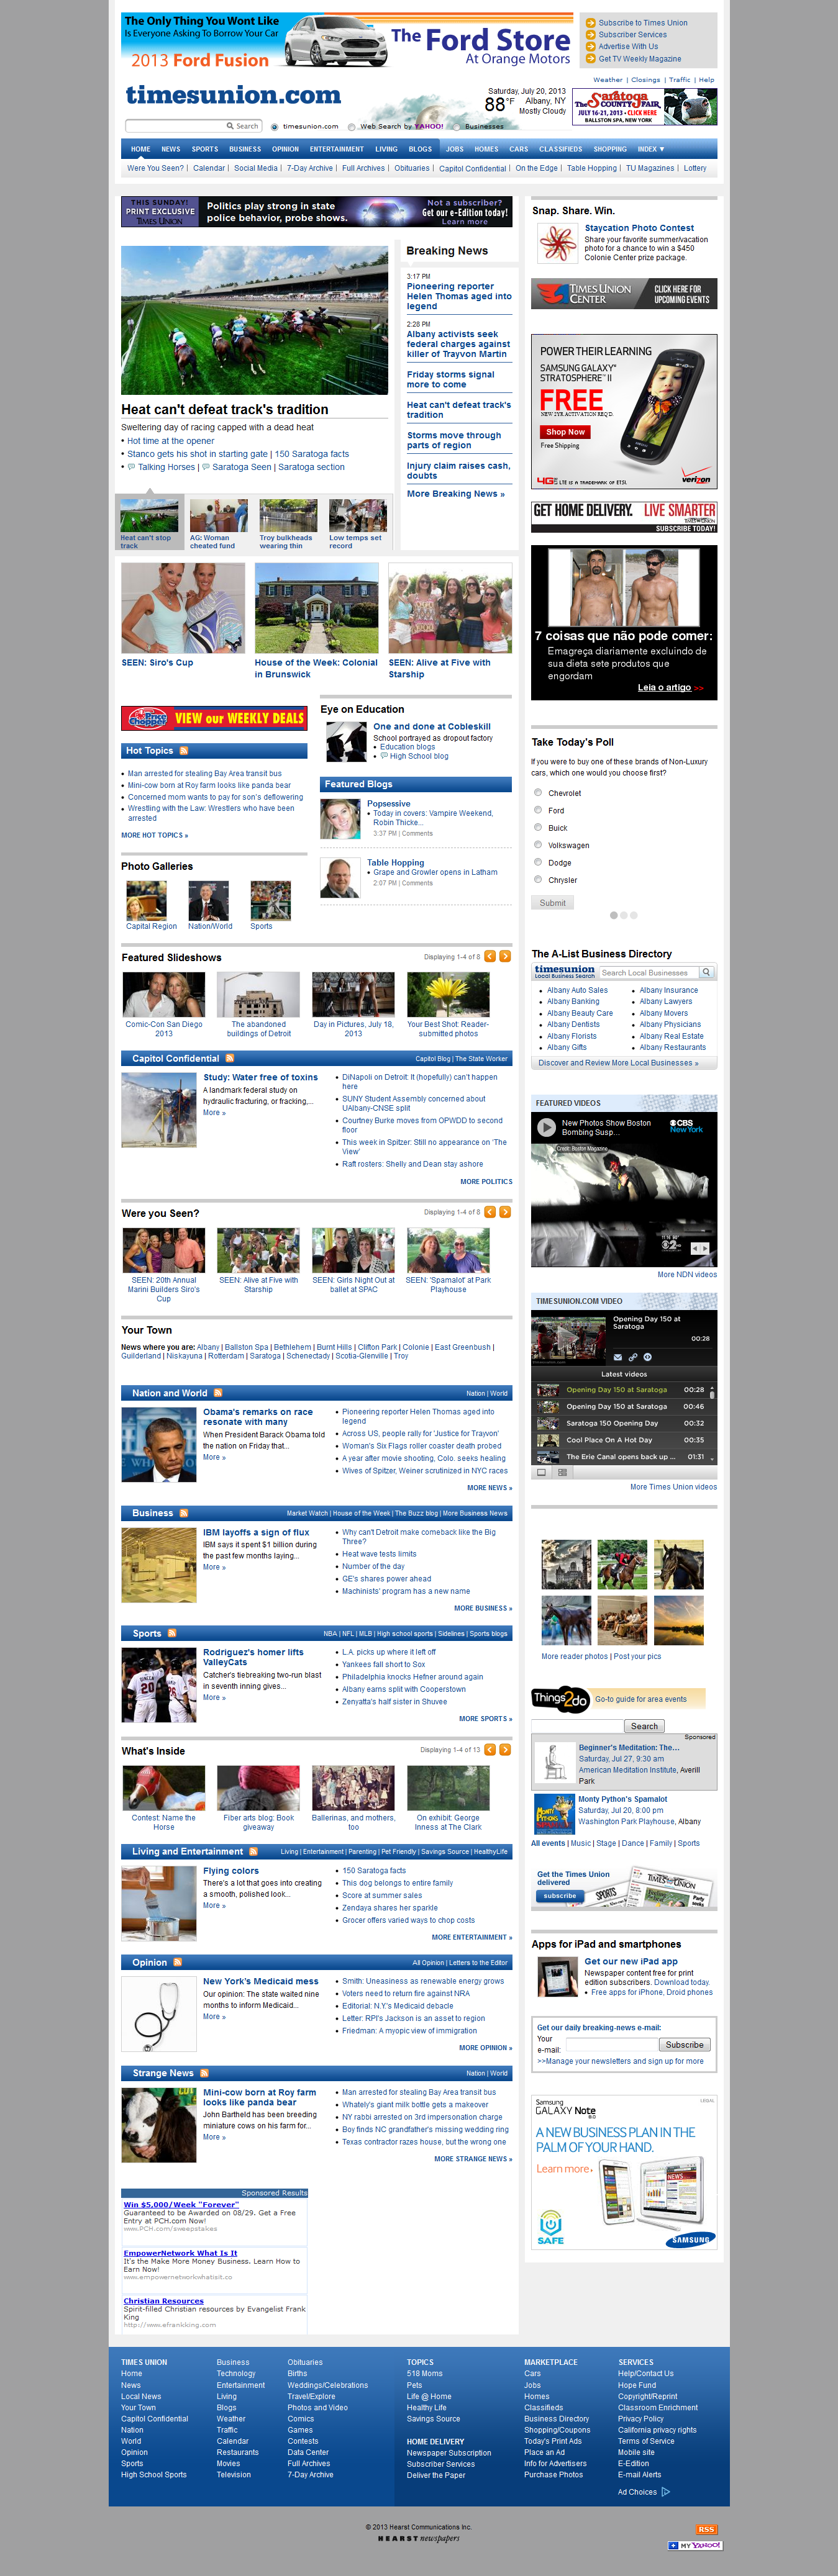 The Only Thing You Wont Like
Is Everyone Asking To Borrow Your Car
2013 Ford Fusion
The Ford Store
At Orange Motors
Subscribe to Times Union
Subscriber Services
Advertise With Us
Get TV Weekly Magazine
Weather | Closings | Traffic | Help
timesunion.com
Saturday, July 20, 2013
88°F Albany, NY
Mostly Cloudy
The Saratoga County Fair
JULY 16-21, 2013 • CLICK HERE
BALLSTON SPA, NEW YORK
Search
timesunion.com
Web Search by YAHOO!
Businesses
HOME NEWS SPORTS BUSINESS OPINION ENTERTAINMENT LIVING BLOGS JOBS HOMES CARS CLASSIFIEDS SHOPPING INDEX ▼
Were You Seen? | Calendar | Social Media | 7-Day Archive | Full Archives | Obituaries | Capitol Confidential | On the Edge | Table Hopping | TU Magazines | Lottery
THIS SUNDAY!
PRINT EXCLUSIVE
TIMES UNION
Politics play strong in state
police behavior, probe shows.
Not a subscriber?
Get our e-Edition today!
Learn more
Heat can't defeat track's tradition
Sweltering day of racing capped with a dead heat
• Hot time at the opener
• Stanco gets his shot in starting gate | 150 Saratoga facts
• Talking Horses | Saratoga Seen | Saratoga section
Heat can't stop track
AG: Woman cheated fund
Troy bulkheads wearing thin
Low temps set record
Breaking News
3:17 PM
Pioneering reporter
Helen Thomas aged into
legend
2:28 PM
Albany activists seek
federal charges against
killer of Trayvon Martin
Friday storms signal
more to come
Heat can't defeat track's
tradition
Storms move through
parts of region
Injury claim raises cash,
doubts
More Breaking News »
SEEN: Siro's Cup
House of the Week: Colonial
in Brunswick
SEEN: Alive at Five with
Starship
Price Chopper
VIEW our WEEKLY DEALS
Hot Topics
• Man arrested for stealing Bay Area transit bus
• Mini-cow born at Roy farm looks like panda bear
• Concerned mom wants to pay for son's deflowering
• Wrestling with the Law: Wrestlers who have been
arrested
MORE HOT TOPICS »
Photo Galleries
Capital Region
Nation/World
Sports
Eye on Education
One and done at Cobleskill
School portrayed as dropout factory
• Education blogs
• High School blog
Featured Blogs
Popsessive
• Today in covers: Vampire Weekend,
Robin Thicke...
3:37 PM | Comments
Table Hopping
• Grape and Growler opens in Latham
2:07 PM | Comments
Featured Slideshows
Displaying 1-4 of 8
Comic-Con San Diego
2013
The abandoned
buildings of Detroit
Day in Pictures, July 18,
2013
Your Best Shot: Reader-
submitted photos
Capitol Confidential
Capitol Blog | The State Worker
Study: Water free of toxins
A landmark federal study on
hydraulic fracturing, or fracking,...
More »
• DiNapoli on Detroit: It (hopefully) can't happen
here
• SUNY Student Assembly concerned about
UAlbany-CNSE split
• Courtney Burke moves from OPWDD to second
floor
• This week in Spitzer: Still no appearance on 'The
View'
• Raft rosters: Shelly and Dean stay ashore
MORE POLITICS
Were you Seen?
Displaying 1-4 of 8
SEEN: 20th Annual
Marini Builders Siro's
Cup
SEEN: Alive at Five with
Starship
SEEN: Girls Night Out at
ballet at SPAC
SEEN: 'Spamalot' at Park
Playhouse
Your Town
News where you are: Albany | Ballston Spa | Bethlehem | Burnt Hills | Clifton Park | Colonie | East Greenbush |
Guilderland | Niskayuna | Rotterdam | Saratoga | Schenectady | Scotia-Glenville | Troy
Nation and World
Nation | World
Obama's remarks on race
resonate with many
When President Barack Obama told
the nation on Friday that...
More »
• Pioneering reporter Helen Thomas aged into
legend
• Across US, people rally for 'Justice for Trayvon'
• Woman's Six Flags roller coaster death probed
• A year after movie shooting, Colo. seeks healing
• Wives of Spitzer, Weiner scrutinized in NYC races
MORE NEWS »
Business
Market Watch | House of the Week | The Buzz blog | More Business News
IBM layoffs a sign of flux
IBM says it spent $1 billion during
the past few months laying...
More »
• Why can't Detroit make comeback like the Big
Three?
• Heat wave tests limits
• Number of the day
• GE's shares power ahead
• Machinists' program has a new name
MORE BUSINESS »
Sports
NBA | NFL | MLB | High school sports | Sidelines | Sports blogs
Rodriguez's homer lifts
ValleyCats
Catcher's tiebreaking two-run blast
in seventh inning gives...
More »
• L.A. picks up where it left off
• Yankees fall short to Sox
• Philadelphia knocks Hefner around again
• Albany earns split with Cooperstown
• Zenyatta's half sister in Shuvee
MORE SPORTS »
What's Inside
Displaying 1-4 of 13
Contest: Name the
Horse
Fiber arts blog: Book
giveaway
Ballerinas, and mothers,
too
On exhibit: George
Inness at The Clark
Living and Entertainment
Living | Entertainment | Parenting | Pet Friendly | Savings Source | HealthyLife
Flying colors
There's a lot that goes into creating
a smooth, polished look...
More »
• 150 Saratoga facts
• This dog belongs to entire family
• Score at summer sales
• Zendaya shares her sparkle
• Grocer offers varied ways to chop costs
MORE ENTERTAINMENT »
Opinion
All Opinion | Letters to the Editor
New York's Medicaid mess
Our opinion: The state waited nine
months to inform Medicaid...
More »
• Smith: Uneasiness as renewable energy grows
• Voters need to return fire against NRA
• Editorial: N.Y.'s Medicaid debacle
• Letter: RPI's Jackson is an asset to region
• Friedman: A myopic view of immigration
MORE OPINION »
Strange News
Nation | World
Mini-cow born at Roy farm
looks like panda bear
John Bartheld has been breeding
miniature cows on his farm for...
More »
• Man arrested for stealing Bay Area transit bus
• Whately's giant milk bottle gets a makeover
• NY rabbi arrested on 3rd impersonation charge
• Boy finds NC grandfather's missing wedding ring
• Texas contractor razes house, but the wrong one
MORE STRANGE NEWS »
Sponsored Results
Win $5,000/Week "Forever"
Guaranteed to be Awarded on 08/29. Get a Free
Entry at PCH.com Now!
www.PCH.com/sweepstakes
EmpowerNetwork What Is It
It's the Make More Money Business. Learn How to
Earn Now!
www.empowernetworkwhatisit.co
Christian Resources
Spirit-filled Christian resources by Evangelist Frank
King
http://www.efrankking.com
Snap. Share. Win.
Staycation Photo Contest
Share your favorite summer/vacation
photo for a chance to win a $450
Colonie Center prize package.
TIMES UNION
CENTER
CLICK HERE FOR
UPCOMING EVENTS
POWER THEIR LEARNING
SAMSUNG GALAXY
STRATOSPHERE™ II
FREE
NEW 2YR ACTIVATION REQ'D.
Shop Now
Free Shipping
4G LTE
verizon
GET HOME DELIVERY. LIVE SMARTER
TIMES UNION
SUBSCRIBE TODAY!
7 coisas que não pode comer:
Emagreça diariamente excluindo de
sua dieta sete produtos que
engordam
Leia o artigo >>
Take Today's Poll
If you were to buy one of these brands of Non-Luxury
cars, which one would you choose first?
Chevrolet
Ford
Buick
Volkswagen
Dodge
Chrysler
Submit
The A-List Business Directory
timesunion
Local Business Search
Search Local Businesses
• Albany Auto Sales
• Albany Banking
• Albany Beauty Care
• Albany Dentists
• Albany Florists
• Albany Gifts
• Albany Insurance
• Albany Lawyers
• Albany Movers
• Albany Physicians
• Albany Real Estate
• Albany Restaurants
Discover and Review More Local Businesses »
FEATURED VIDEOS
New Photos Show Boston
Bombing Susp...
CBS
New York
Credit: Boston Magazine
More NDN videos
TIMESUNION.COM VIDEO
Opening Day 150 at
Saratoga
00:28
Latest videos
Opening Day 150 at Saratoga 00:28
Opening Day 150 at Saratoga 00:46
Saratoga 150 Opening Day 00:32
Cool Place On A Hot Day 00:35
The Erie Canal opens back up ... 01:31
More Times Union videos
More reader photos | Post your pics
Things2do
Go-to guide for area events
Search
Sponsored
Beginner's Meditation: The...
Saturday, Jul 27, 9:30 am
American Meditation Institute, Averill
Park
Monty Python's Spamalot
Saturday, Jul 20, 8:00 pm
Washington Park Playhouse, Albany
All events | Music | Stage | Dance | Family | Sports
Get the Times Union
delivered
subscribe
SPORTS
Apps for iPad and smartphones
Get our new iPad app
Newspaper content free for print
edition subscribers. Download today.
• Free apps for iPhone, Droid phones
Get our daily breaking-news e-mail:
Your
e-mail:
Subscribe
>>Manage your newsletters and sign up for more
Samsung
GALAXY Note
8.0
LEGAL
A NEW BUSINESS PLAN IN THE
PALM OF YOUR HAND.
Learn more
SAFE
SAMSUNG
TIMES UNION
Home
News
Local News
Your Town
Capitol Confidential
Nation
World
Opinion
Sports
High School Sports
Business
Technology
Entertainment
Living
Blogs
Weather
Traffic
Calendar
Restaurants
Movies
Television
Obituaries
Births
Weddings/Celebrations
Travel/Explore
Photos and Video
Comics
Games
Contests
Data Center
Full Archives
7-Day Archive
TOPICS
518 Moms
Pets
Life @ Home
Healthy Life
Savings Source
HOME DELIVERY
Newspaper Subscription
Subscriber Services
Deliver the Paper
MARKETPLACE
Cars
Jobs
Homes
Classifieds
Business Directory
Shopping/Coupons
Today's Print Ads
Place an Ad
Info for Advertisers
Purchase Photos
SERVICES
Help/Contact Us
Hope Fund
Copyright/Reprint
Classroom Enrichment
Privacy Policy
California privacy rights
Terms of Service
Mobile site
E-Edition
E-mail Alerts
Ad Choices
© 2013 Hearst Communications Inc.
HEARST newspapers
RSS
MY YAHOO!